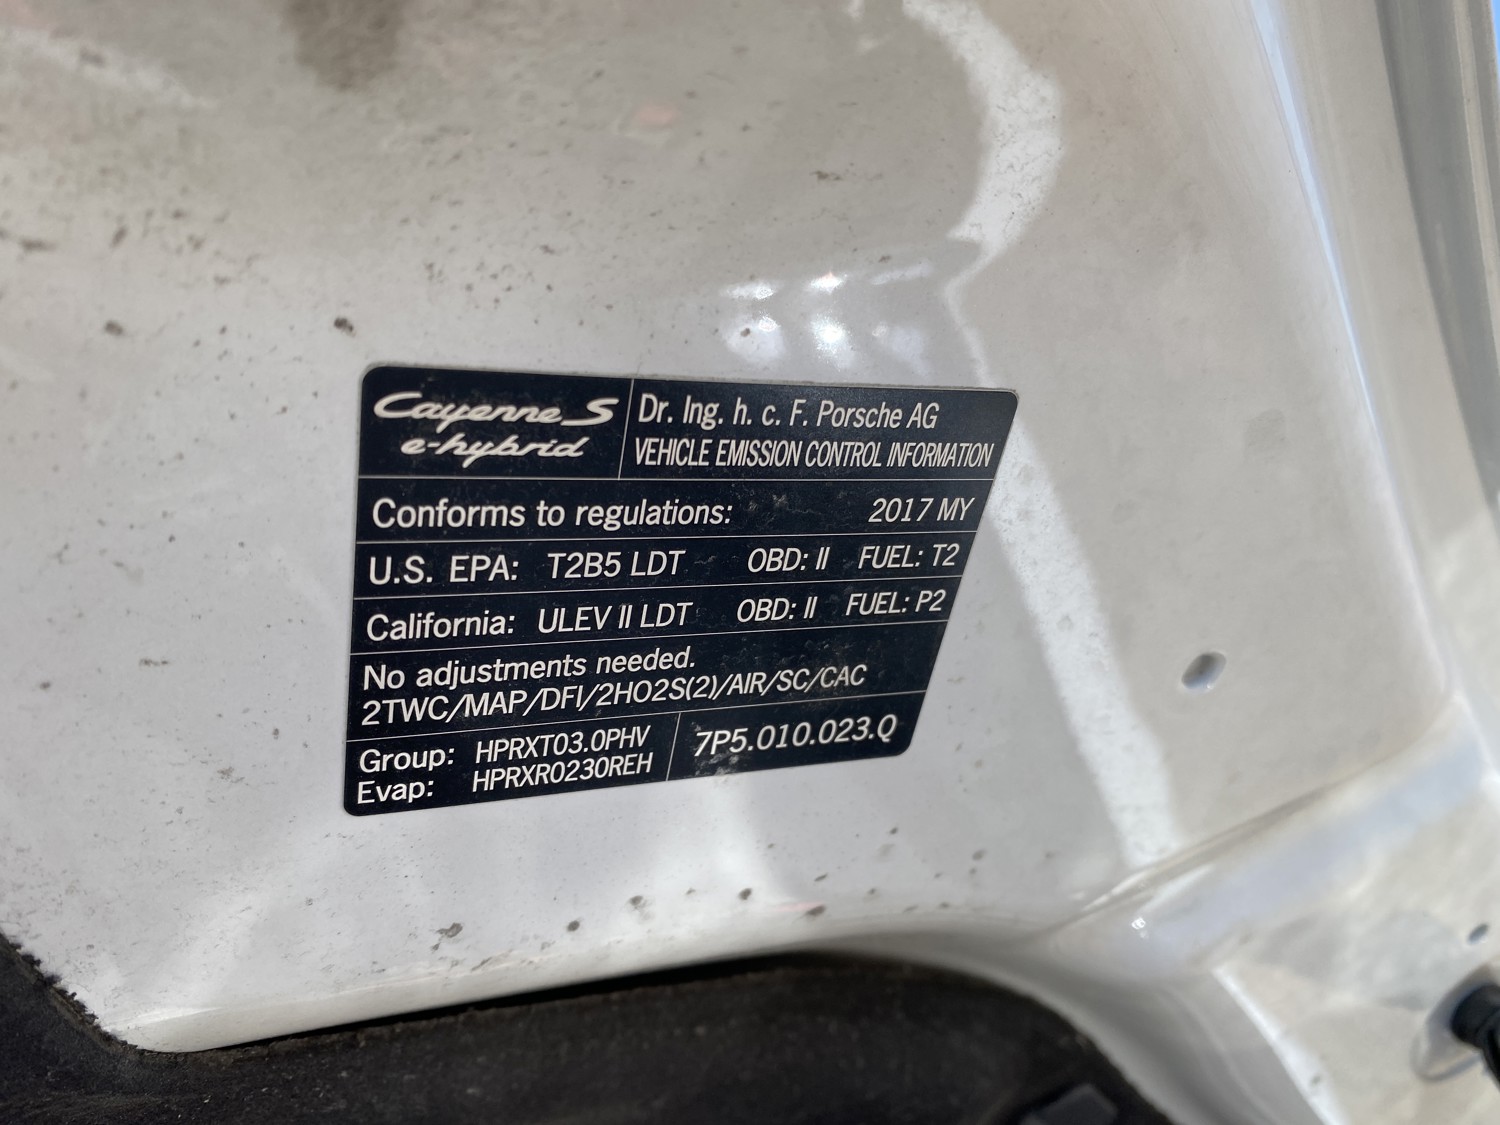 Cayenne S
e-hybrid
Dr. Ing. h. c. F. Porsche AG
VEHICLE EMISSION CONTROL INFORMATION
Conforms to regulations: 2017 MY
U.S. EPA: T2B5 LDT OBD: II FUEL: T2
California: ULEV II LDT OBD: II FUEL: P2
No adjustments needed.
2TWC/MAP/DFI/2HO2S(2)/AIR/SC/CAC
Group: HPRXT03.0PHV
Evap: HPRXR0230REH
7P5.010.023.Q